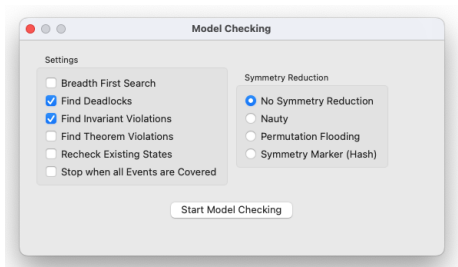 Model Checking
Settings
Breadth First Search
Find Deadlocks
Find Invariant Violations
Find Theorem Violations
Recheck Existing States
Stop when all Events are Covered
Symmetry Reduction
No Symmetry Reduction
Nauty
Permutation Flooding
Symmetry Marker (Hash)
Start Model Checking